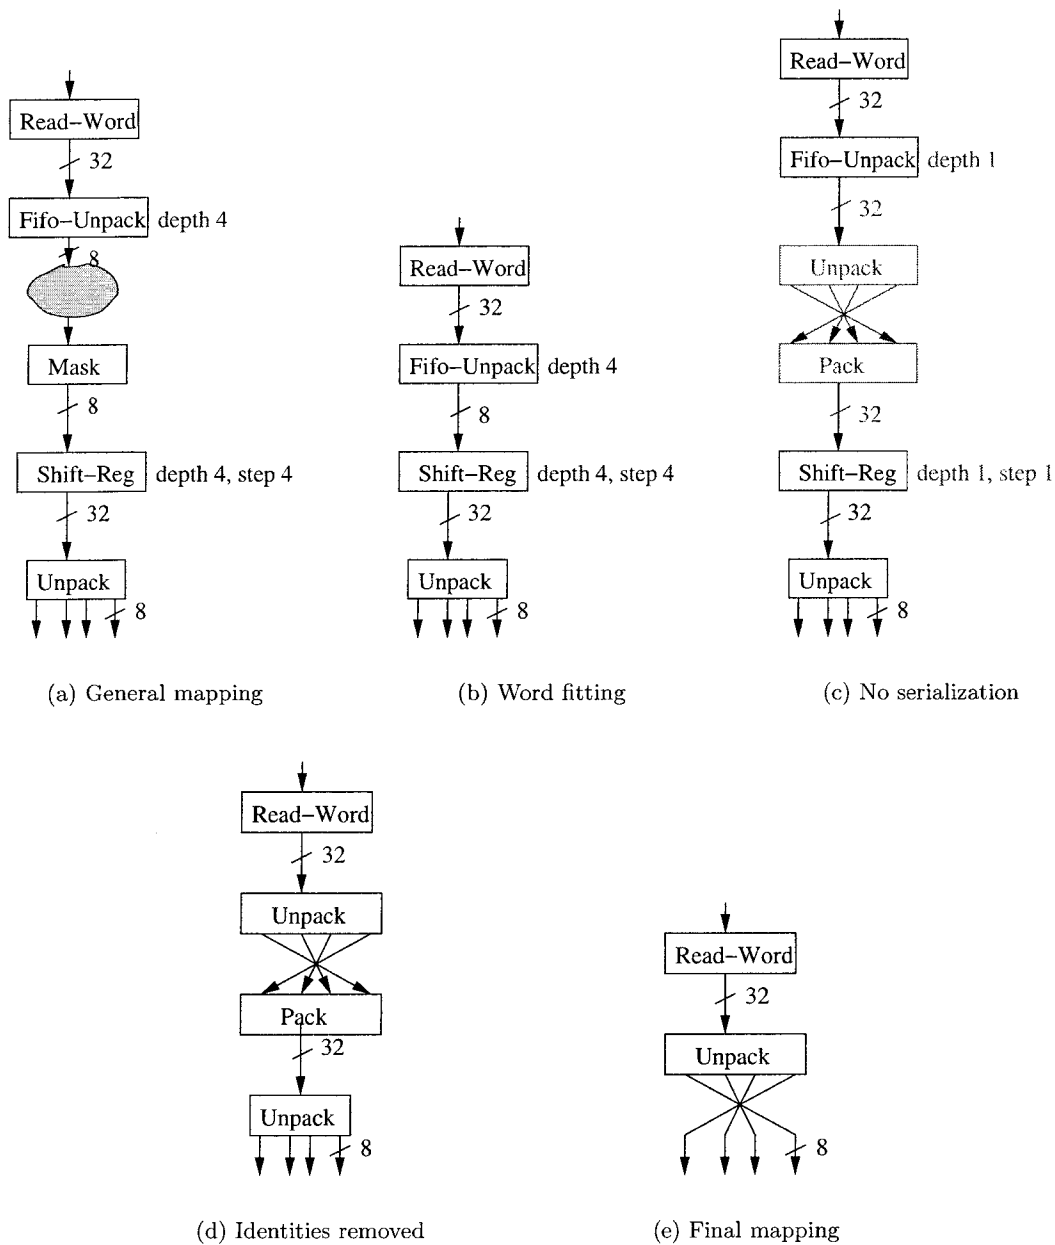 Read–Word
32
Fifo–Unpack depth 4
8
Mask
8
Shift–Reg depth 4, step 4
32
Unpack
8
(a) General mapping
Read–Word
32
Fifo–Unpack depth 4
8
Shift–Reg depth 4, step 4
32
Unpack
8
(b) Word fitting
Read–Word
32
Fifo–Unpack depth 1
32
Unpack
Pack
32
Shift–Reg depth 1, step 1
32
Unpack
8
(c) No serialization
Read–Word
32
Unpack
Pack
32
Unpack
8
(d) Identities removed
Read–Word
32
Unpack
8
(e) Final mapping